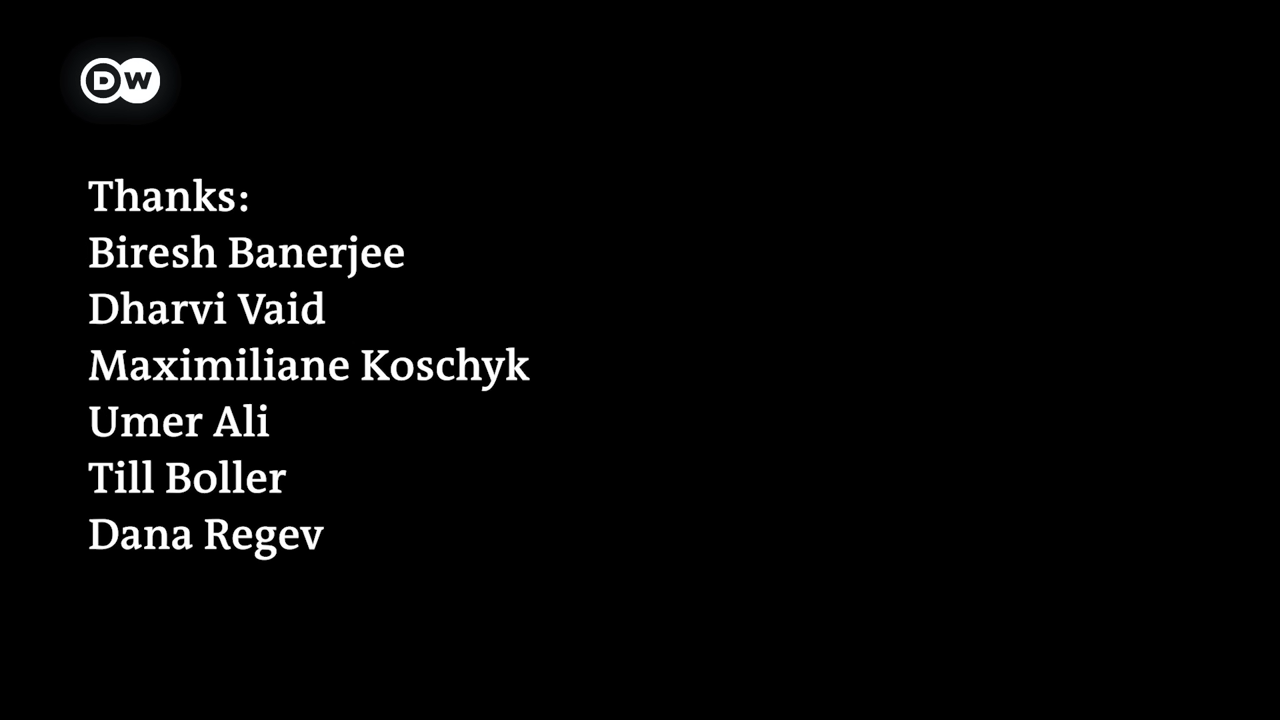 DW
Thanks:
Biresh Banerjee
Dharvi Vaid
Maximiliane Koschyk
Umer Ali
Till Boller
Dana Regev